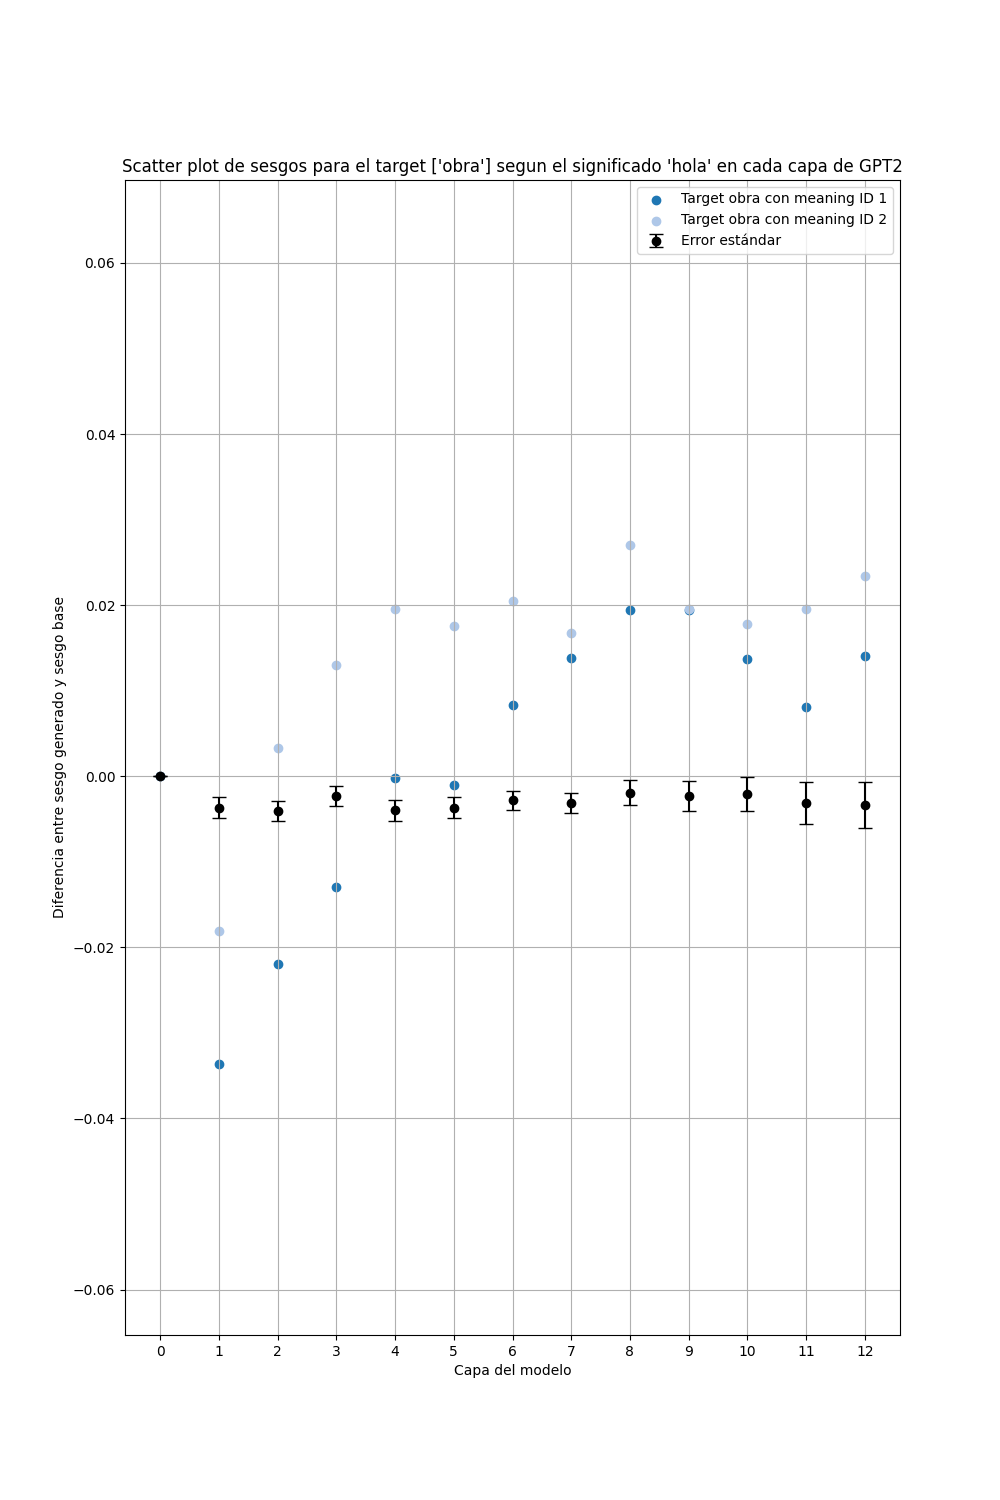 Scatter plot de sesgos para el target ['obra'] segun el significado 'hola' en cada capa de GPT2
Target obra con meaning ID 1
Target obra con meaning ID 2
Error estándar
Diferencia entre sesgo generado y sesgo base
0.06
0.04
0.02
0.00
−0.02
−0.04
−0.06
0 1 2 3 4 5 6 7 8 9 10 11 12
Capa del modelo